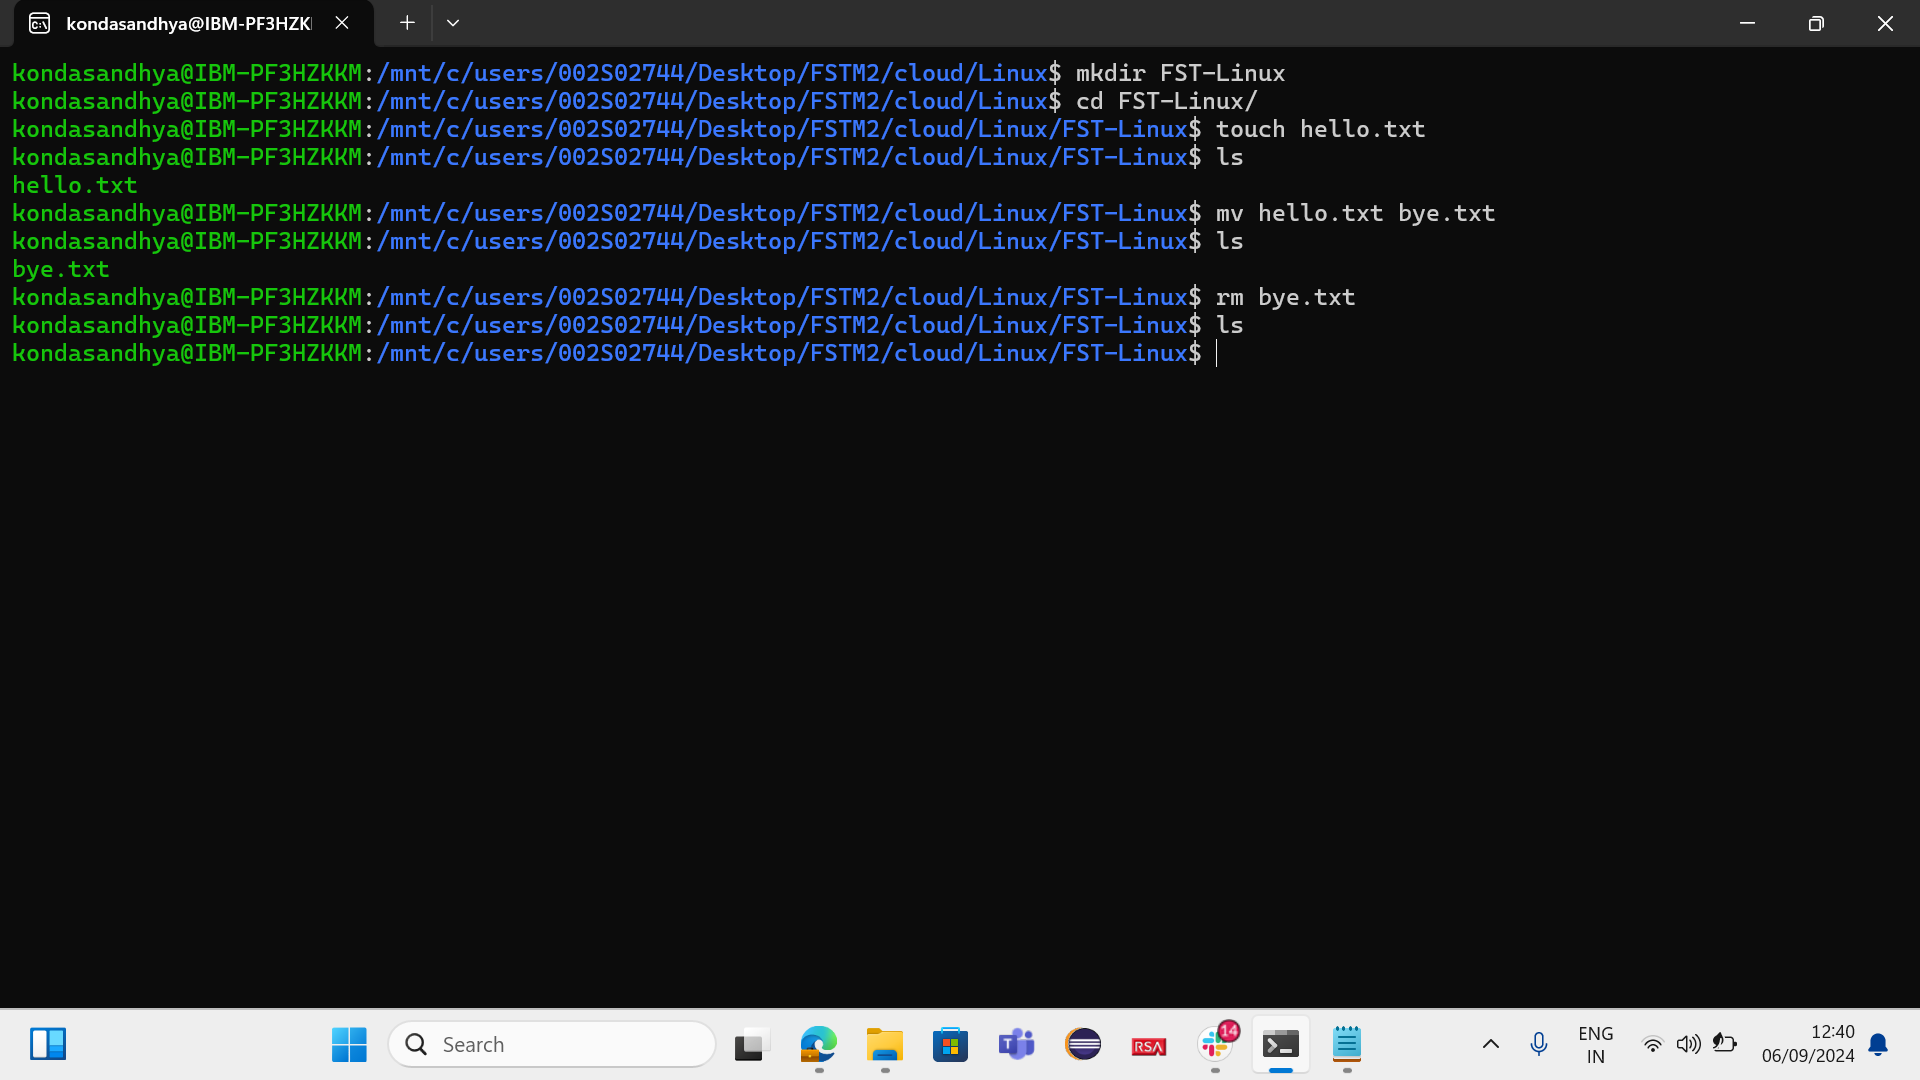 kondasandhya@IBM-PF3HZKI
kondasandhya@IBM-PF3HZKKM:/mnt/c/users/002S02744/Desktop/FSTM2/cloud/Linux$ mkdir FST-Linux
kondasandhya@IBM-PF3HZKKM:/mnt/c/users/002S02744/Desktop/FSTM2/cloud/Linux$ cd FST-Linux/
kondasandhya@IBM-PF3HZKKM:/mnt/c/users/002S02744/Desktop/FSTM2/cloud/Linux/FST-Linux$ touch hello.txt
kondasandhya@IBM-PF3HZKKM:/mnt/c/users/002S02744/Desktop/FSTM2/cloud/Linux/FST-Linux$ ls
hello.txt
kondasandhya@IBM-PF3HZKKM:/mnt/c/users/002S02744/Desktop/FSTM2/cloud/Linux/FST-Linux$ mv hello.txt bye.txt
kondasandhya@IBM-PF3HZKKM:/mnt/c/users/002S02744/Desktop/FSTM2/cloud/Linux/FST-Linux$ ls
bye.txt
kondasandhya@IBM-PF3HZKKM:/mnt/c/users/002S02744/Desktop/FSTM2/cloud/Linux/FST-Linux$ rm bye.txt
kondasandhya@IBM-PF3HZKKM:/mnt/c/users/002S02744/Desktop/FSTM2/cloud/Linux/FST-Linux$ ls
kondasandhya@IBM-PF3HZKKM:/mnt/c/users/002S02744/Desktop/FSTM2/cloud/Linux/FST-Linux$
Search
RSA
14
ENG
IN
12:40
06/09/2024